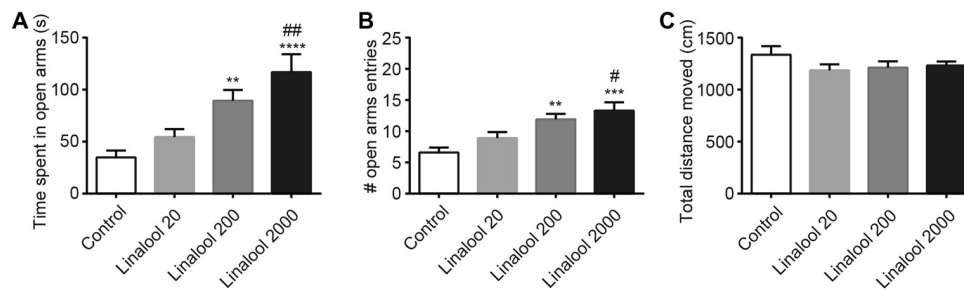 A
Time spent in open arms (s)
150
100
50
0
**
##
****
Control
Linalool 20
Linalool 200
Linalool 2000
B
# open arms entries
25
20
15
10
5
0
**
#
***
Control
Linalool 20
Linalool 200
Linalool 2000
C
Total distance moved (cm)
1500
1000
500
0
Control
Linalool 20
Linalool 200
Linalool 2000